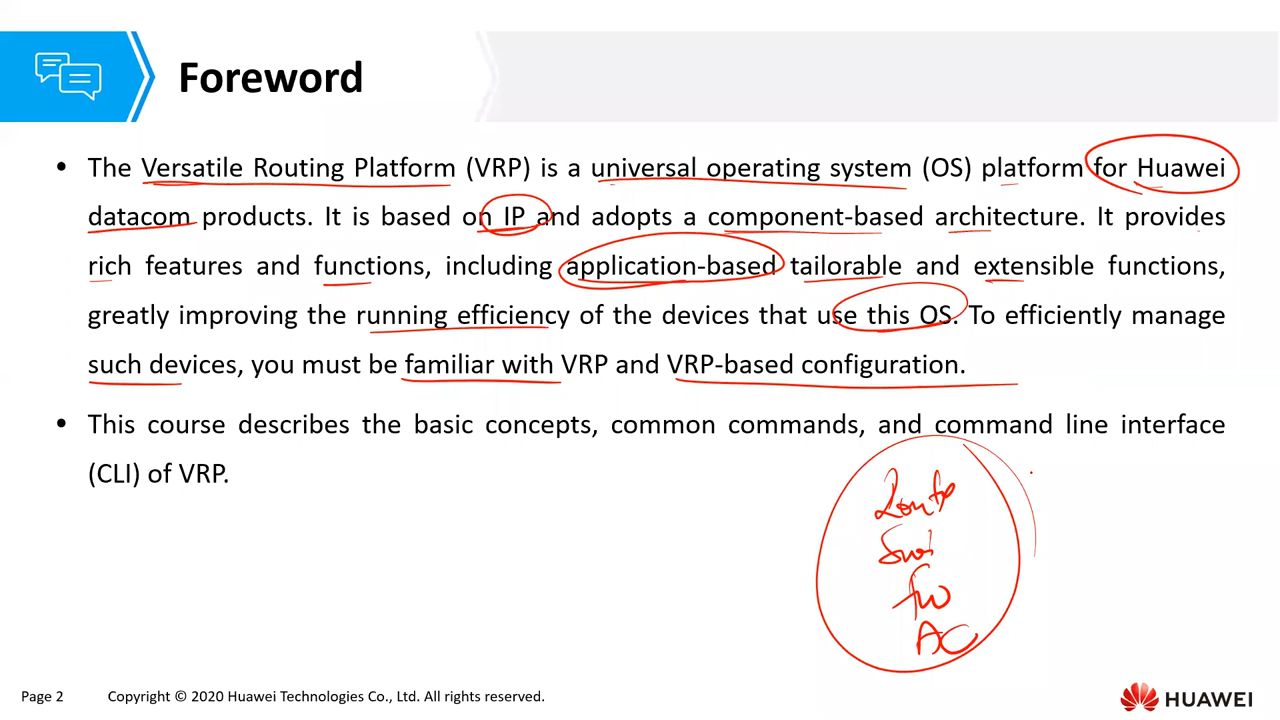 Foreword
• The Versatile Routing Platform (VRP) is a universal operating system (OS) platform for Huawei
datacom products. It is based on IP and adopts a component-based architecture. It provides
rich features and functions, including application-based tailorable and extensible functions,
greatly improving the running efficiency of the devices that use this OS. To efficiently manage
such devices, you must be familiar with VRP and VRP-based configuration.
• This course describes the basic concepts, common commands, and command line interface
(CLI) of VRP.
fw
AC
Page 2
Copyright © 2020 Huawei Technologies Co., Ltd. All rights reserved.
HUAWEI